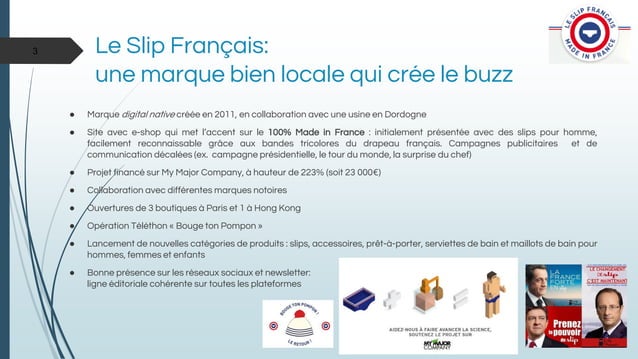 3
LE SLIP FRANÇAIS
MADE IN FRANCE
Le Slip Français:
une marque bien locale qui crée le buzz
● Marque digital native créée en 2011, en collaboration avec une usine en Dordogne
● Site avec e-shop qui met l’accent sur le 100% Made in France : initialement présentée avec des slips pour homme,
facilement reconnaissable grâce aux bandes tricolores du drapeau français. Campagnes publicitaires et de
communication décalées (ex. campagne présidentielle, le tour du monde, la surprise du chef)
● Projet financé sur My Major Company, à hauteur de 223% (soit 23 000€)
● Collaboration avec différentes marques notoires
● Ouvertures de 3 boutiques à Paris et 1 à Hong Kong
● Opération Téléthon « Bouge ton Pompon »
● Lancement de nouvelles catégories de produits : slips, accessoires, prêt-à-porter, serviettes de bain et maillots de bain pour
hommes, femmes et enfants
● Bonne présence sur les réseaux sociaux et newsletter:
ligne éditoriale cohérente sur toutes les plateformes
BOUGE TON POMPON !
LE RETOUR !
AIDEZ-NOUS À FAIRE AVANCER LA SCIENCE,
SOUTENEZ LE PROJET SUR
MY MAJOR
COMPANY
LA
FRANCE
FORTE
LE CHANGEMENT
de slip
C'EST MAINTENANT
Prenez
le pouvoir
slip